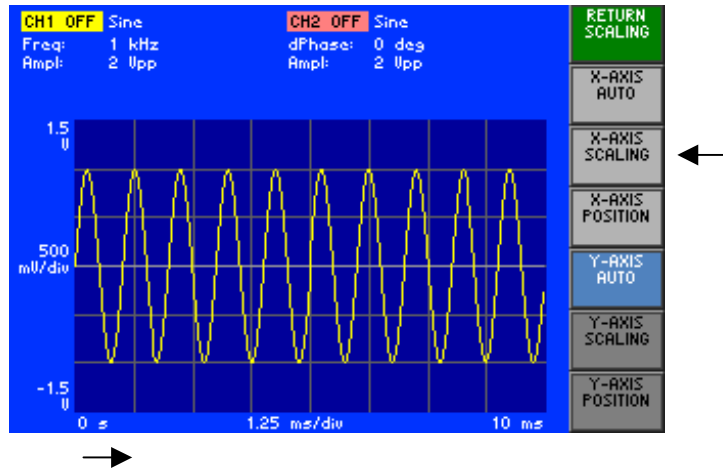 CH1 OFF Sine
Freq: 1 kHz
Ampl: 2 Vpp
CH2 OFF Sine
dPhase: 0 deg
Ampl: 2 Vpp
1.5
V
500
mV/div
-1.5
V
0 s 1.25 ms/div 10 ms
RETURN
SCALING
X-AXIS
AUTO
X-AXIS
SCALING
X-AXIS
POSITION
Y-AXIS
AUTO
Y-AXIS
SCALING
Y-AXIS
POSITION